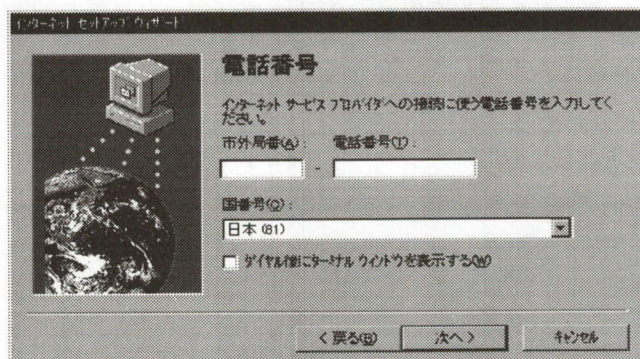 インターネット セットアップ ウィザード
電話番号
インターネット サービス プロバイダへの接続に使う電話番号を入力してく
ださい。
市外局番(A): 電話番号(T):
-
国番号(C):
日本 (81)
ダイヤル後にターミナル ウィンドウを表示する(W)
< 戻る(B) 次へ > キャンセル